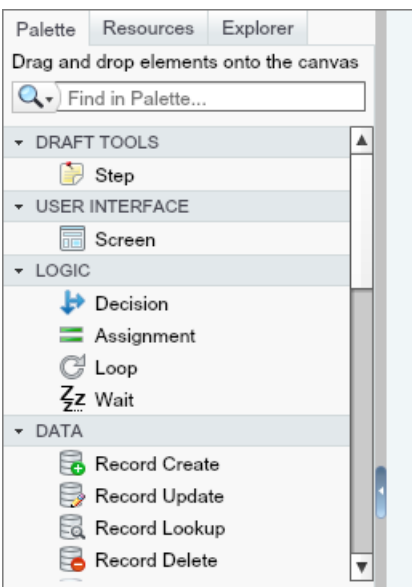 Palette Resources Explorer
Drag and drop elements onto the canvas
Find in Palette...
DRAFT TOOLS
Step
USER INTERFACE
Screen
LOGIC
Decision
Assignment
Loop
Wait
DATA
Record Create
Record Update
Record Lookup
Record Delete